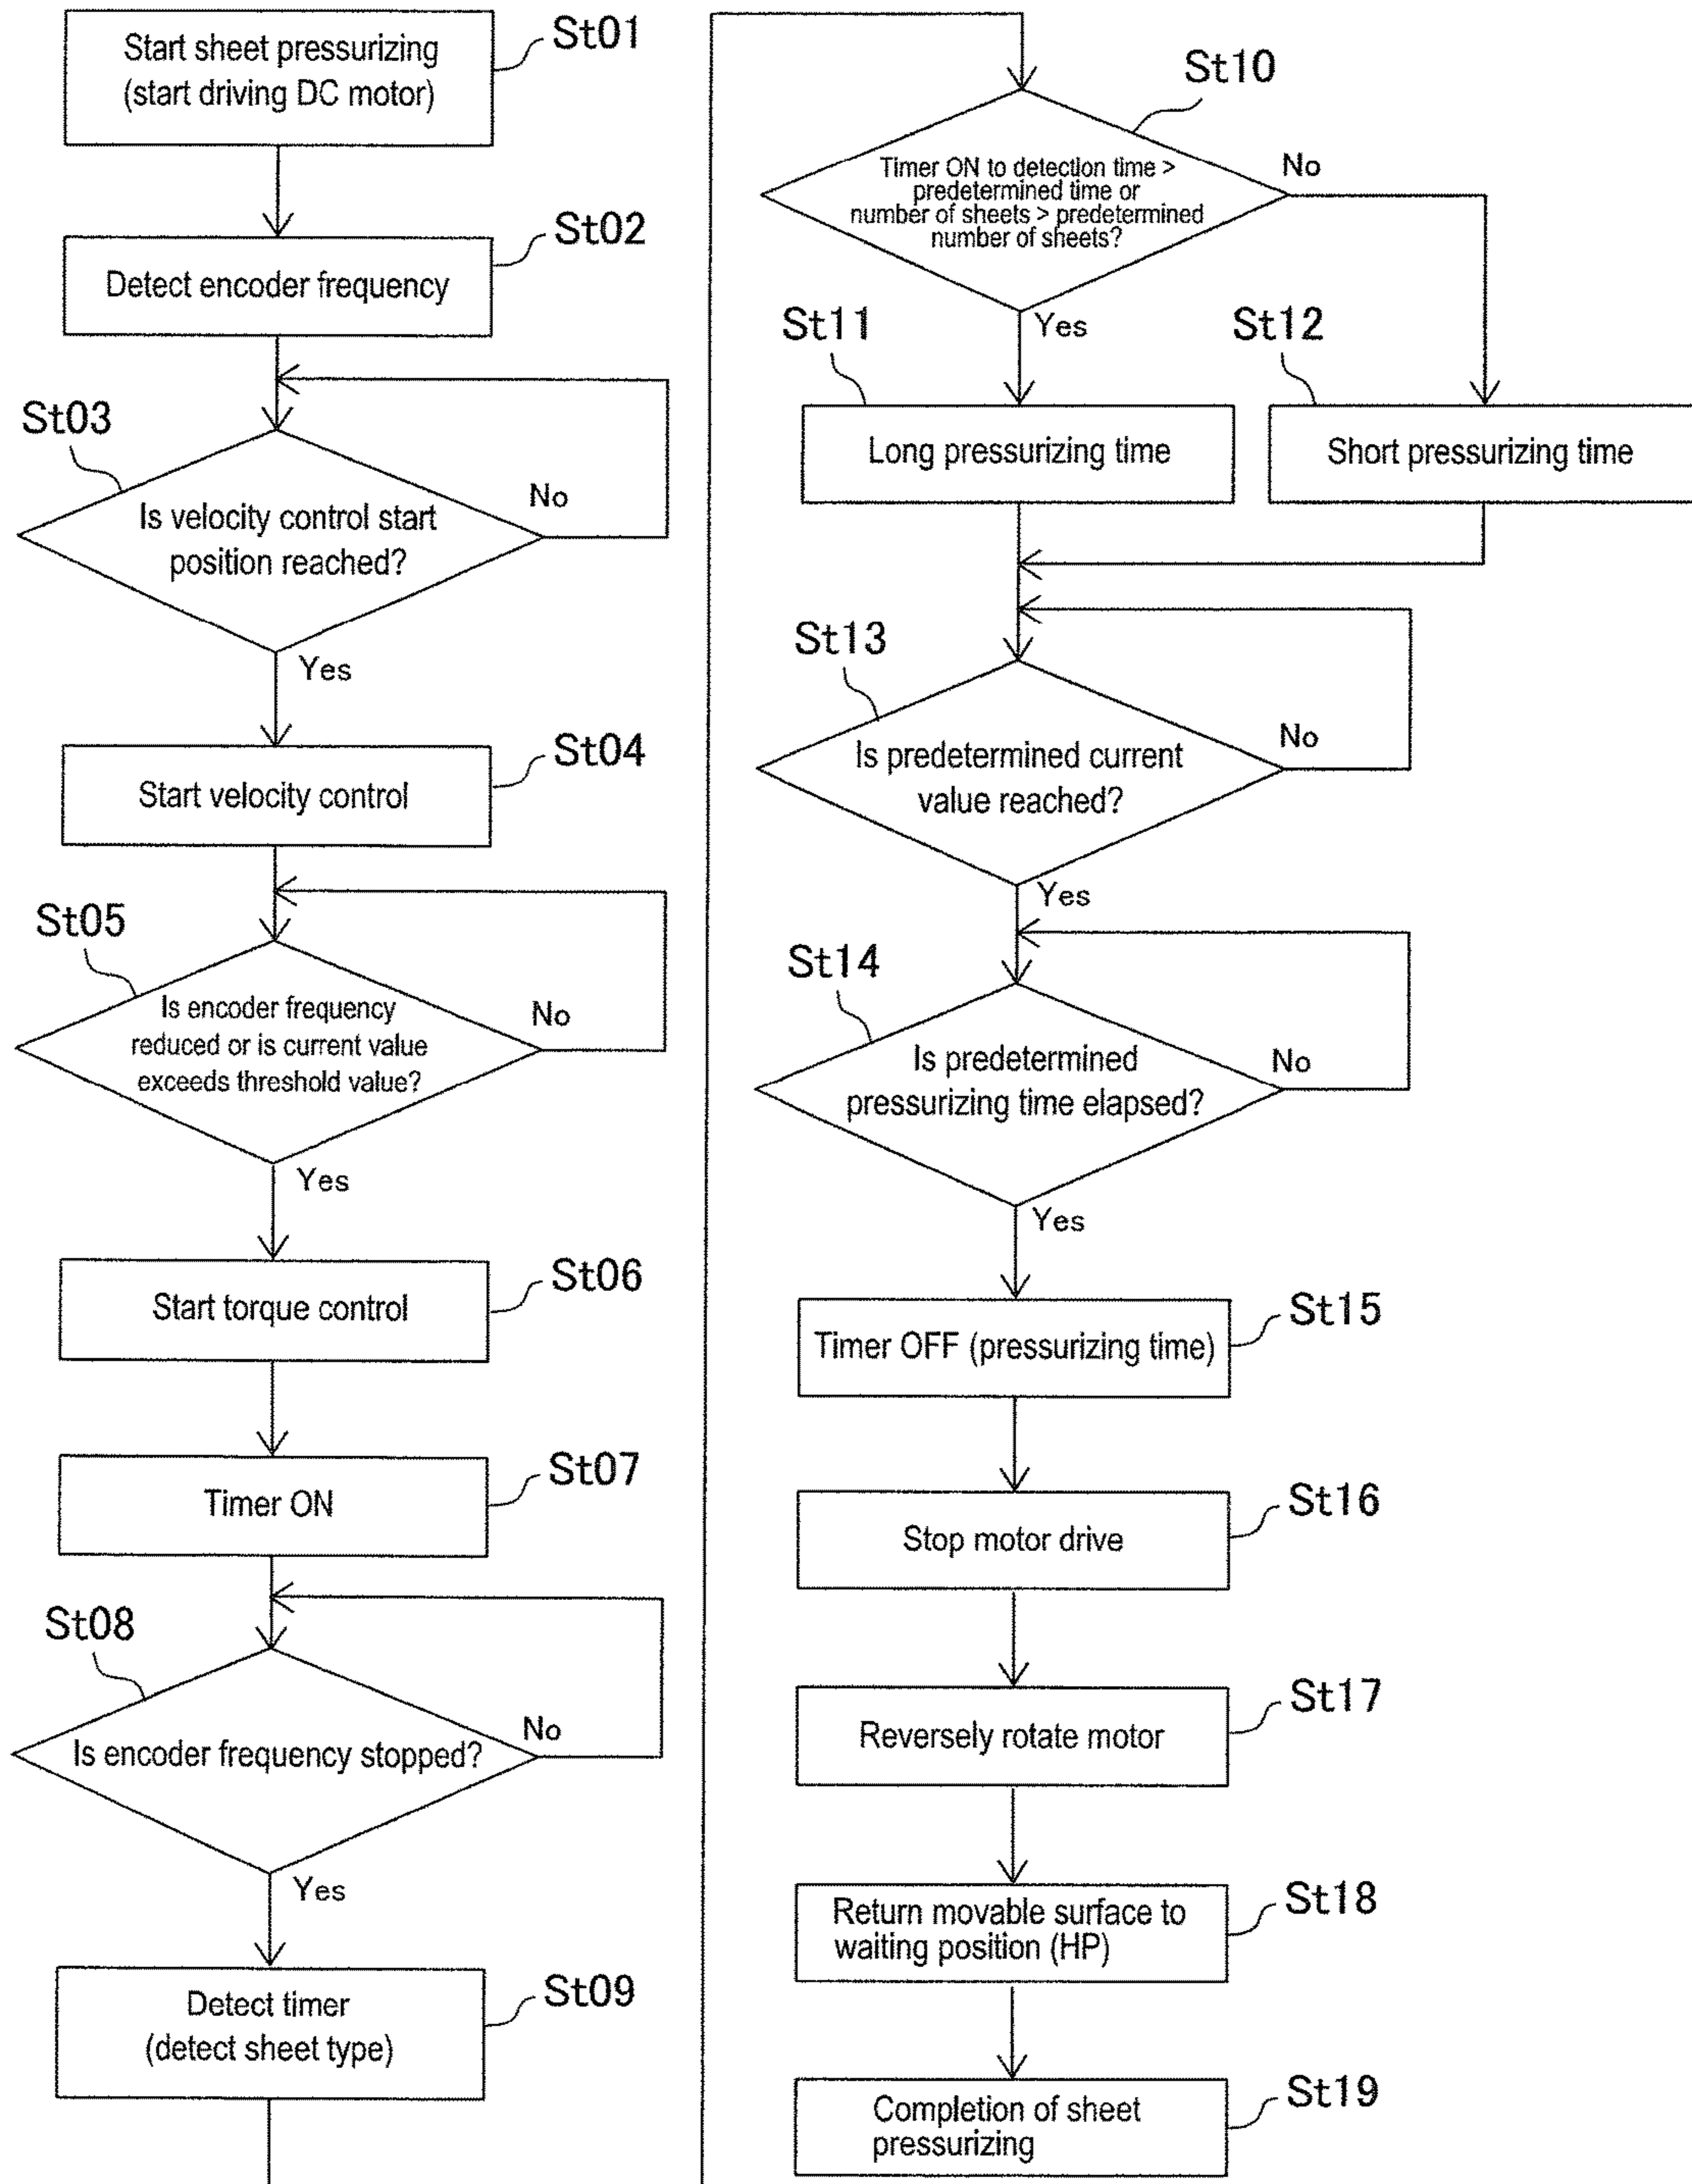 Start sheet pressurizing
(start driving DC motor)
St01
Detect encoder frequency
St02
St03
Is velocity control start
position reached?
No
Yes
Start velocity control
St04
St05
Is encoder frequency
reduced or is current value
exceeds threshold value?
No
Yes
Start torque control
St06
Timer ON
St07
St08
Is encoder frequency stopped?
No
Yes
Detect timer
(detect sheet type)
St09
St10
Timer ON to detection time >
predetermined time or
number of sheets > predetermined
number of sheets?
No
Yes
St11
Long pressurizing time
St12
Short pressurizing time
St13
Is predetermined current
value reached?
No
Yes
St14
Is predetermined
pressurizing time elapsed?
No
Yes
Timer OFF (pressurizing time)
St15
Stop motor drive
St16
Reversely rotate motor
St17
Return movable surface to
waiting position (HP)
St18
Completion of sheet
pressurizing
St19